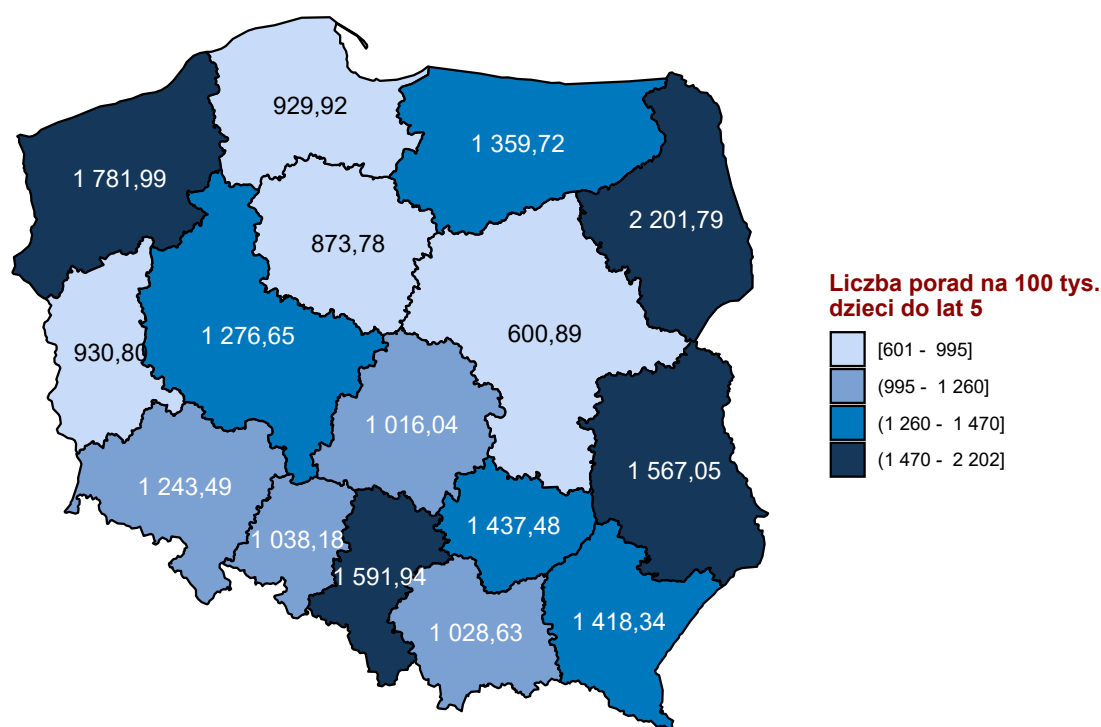 929,92
1 359,72
1 781,99
2 201,79
873,78
600,89
1 276,65
930,80
1 016,04
1 567,05
1 243,49
1 437,48
1 038,18
1 591,94
1 028,63
1 418,34
Liczba porad na 100 tys.
dzieci do lat 5
[601 - 995]
(995 - 1 260]
(1 260 - 1 470]
(1 470 - 2 202]